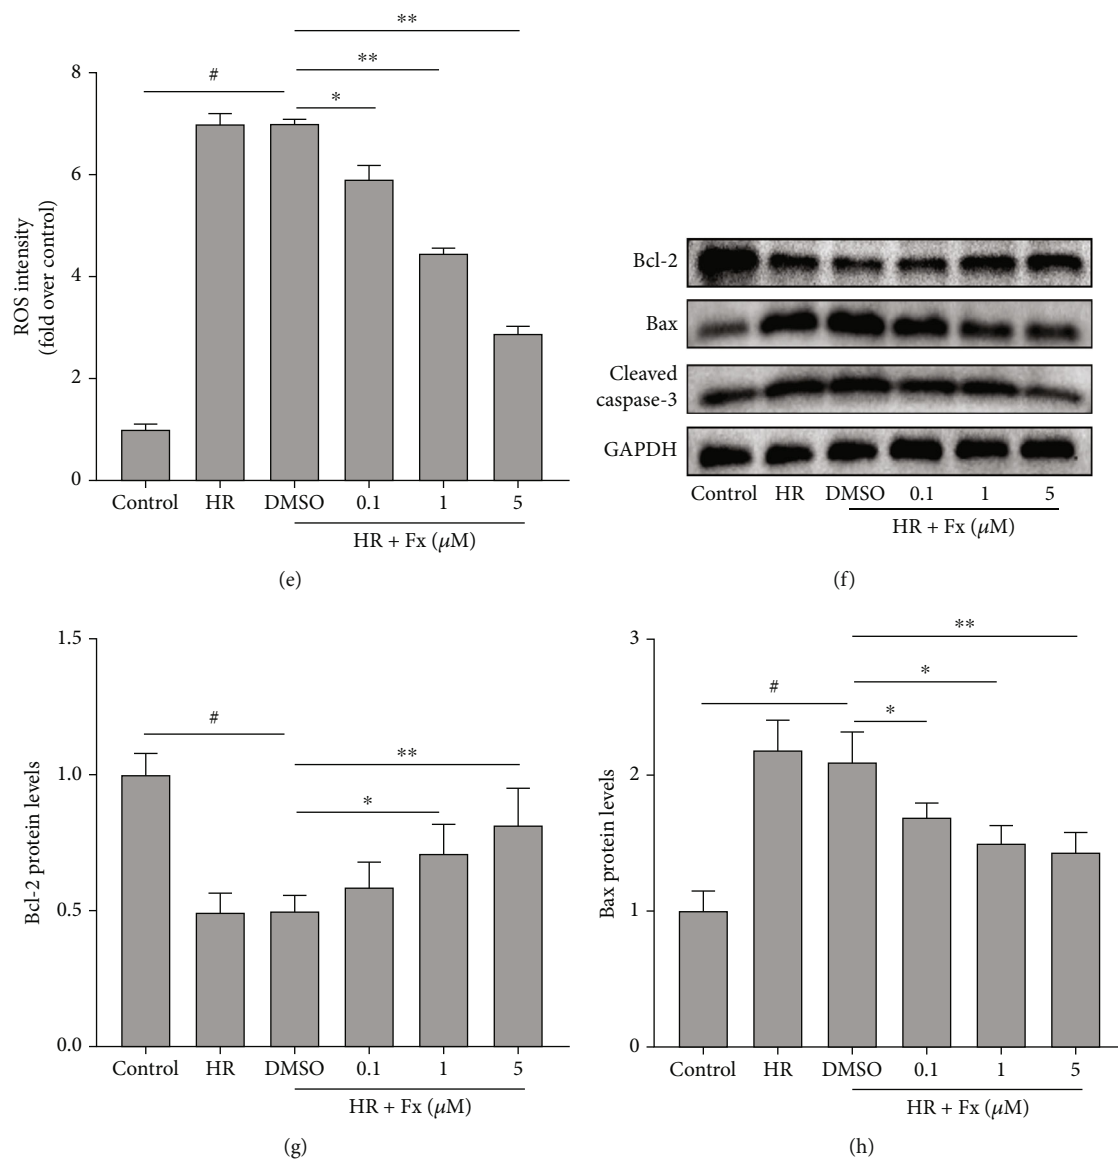 **
**
8
#
*
6
4
2
0
ROS intensity
(fold over control)
Control HR DMSO 0.1 1 5
HR + Fx (μM)
(e)
Bcl-2
Bax
Cleaved
caspase-3
GAPDH
Control HR DMSO 0.1 1 5
HR + Fx (μM)
(f)
1.5
#
**
1.0
*
0.5
0.0
Bcl-2 protein levels
Control HR DMSO 0.1 1 5
HR + Fx (μM)
(g)
3
**
*
#
*
2
1
0
Bax protein levels
Control HR DMSO 0.1 1 5
HR + Fx (μM)
(h)